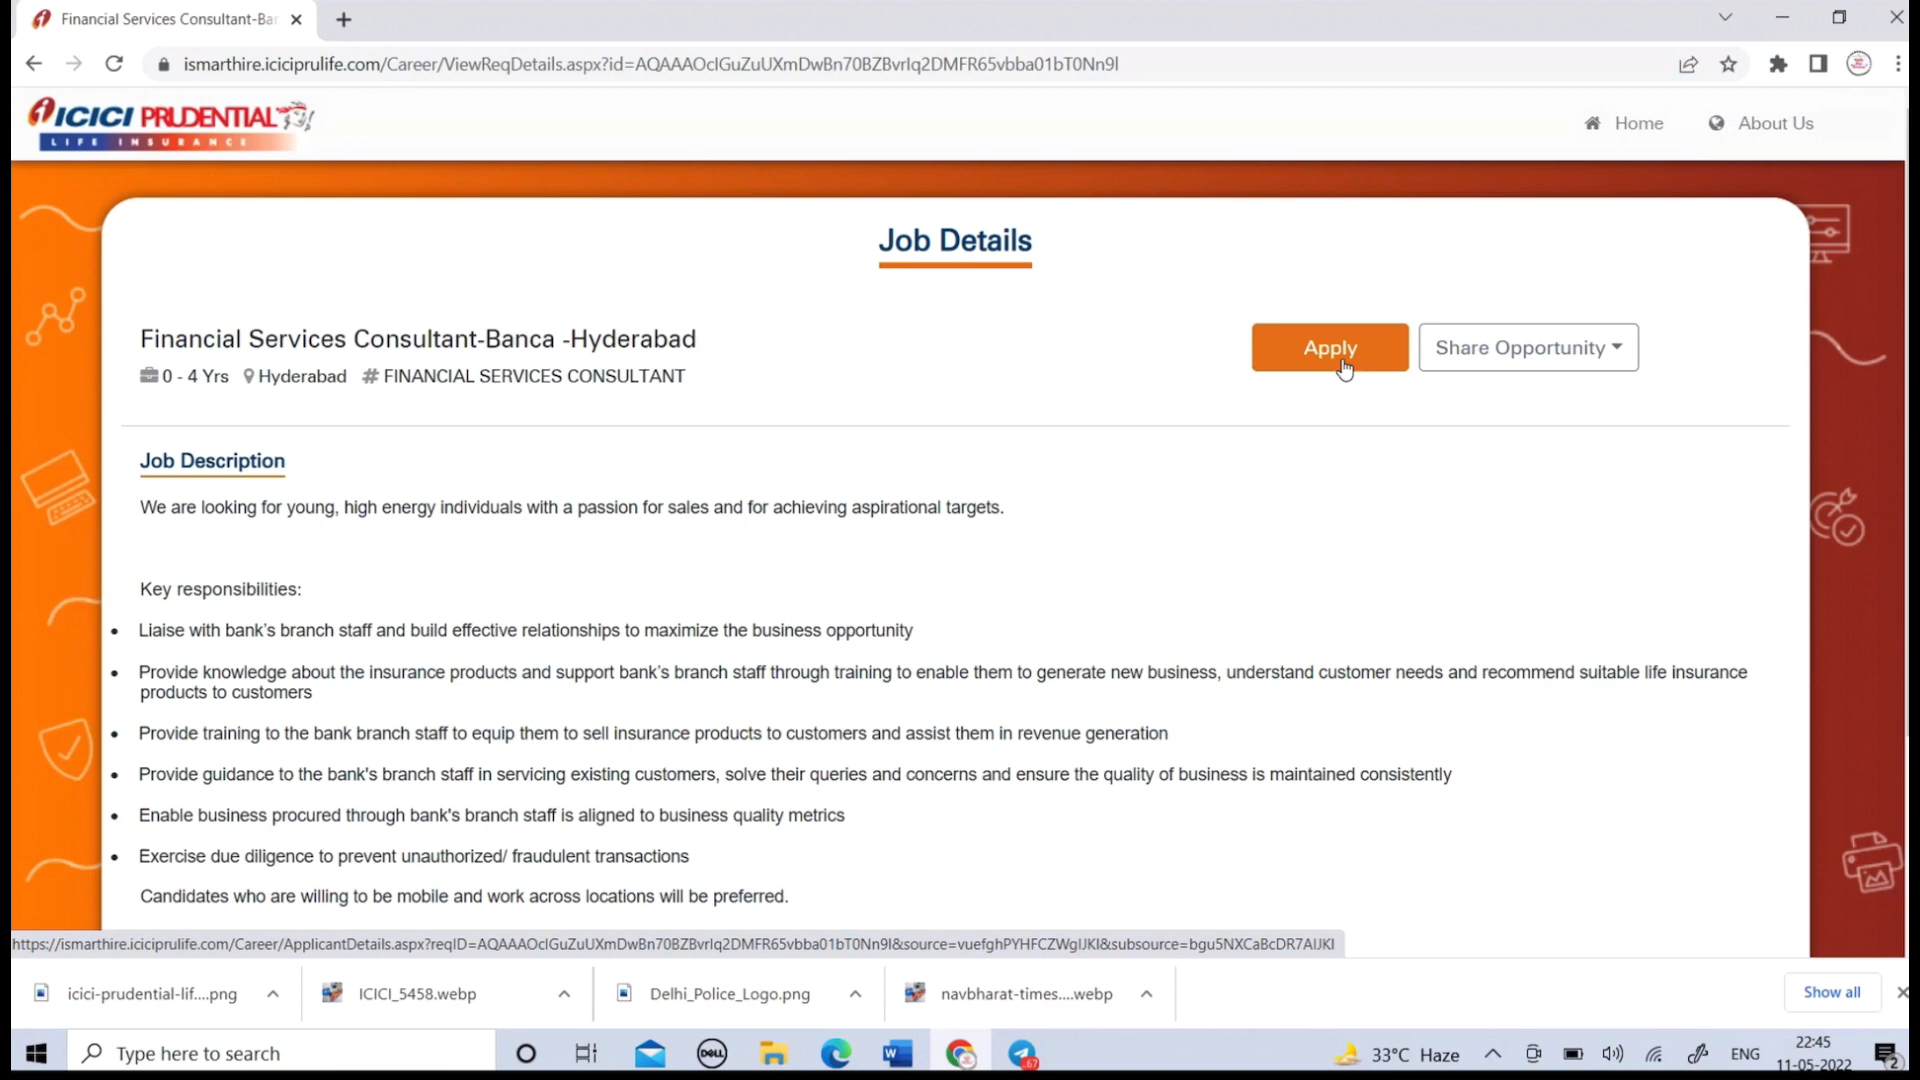 Financial Services Consultant-Ba
ismarthire.iciciprulife.com/Career/ViewReqDetails.aspx?id=AQAAAOclGuZuUXmDwBn70BZBvrlq2DMFR65vbba01bT0Nn9l
ICICI PRUDENTIAL
LIFE INSURANCE
Home
About Us
Job Details
Financial Services Consultant-Banca -Hyderabad
Apply
Share Opportunity
0 - 4 Yrs Hyderabad # FINANCIAL SERVICES CONSULTANT
Job Description
We are looking for young, high energy individuals with a passion for sales and for achieving aspirational targets.
Key responsibilities:
• Liaise with bank’s branch staff and build effective relationships to maximize the business opportunity
• Provide knowledge about the insurance products and support bank’s branch staff through training to enable them to generate new business, understand customer needs and recommend suitable life insurance
products to customers
• Provide training to the bank branch staff to equip them to sell insurance products to customers and assist them in revenue generation
• Provide guidance to the bank's branch staff in servicing existing customers, solve their queries and concerns and ensure the quality of business is maintained consistently
• Enable business procured through bank's branch staff is aligned to business quality metrics
• Exercise due diligence to prevent unauthorized/ fraudulent transactions
Candidates who are willing to be mobile and work across locations will be preferred.
https://ismarthire.iciciprulife.com/Career/ApplicantDetails.aspx?reqID=AQAAAOclGuZuUXmDwBn70BZBvrlq2DMFR65vbba01bT0Nn9l&source=vuefghPYHFCZWglJKl&subsource=bgu5NXCaBcDR7AlJKl
icici-prudential-lif....png
ICICI_5458.webp
Delhi_Police_Logo.png
navbharat-times....webp
Show all
Type here to search
DELL
67
33°C Haze
ENG
22:45
11-05-2022
2